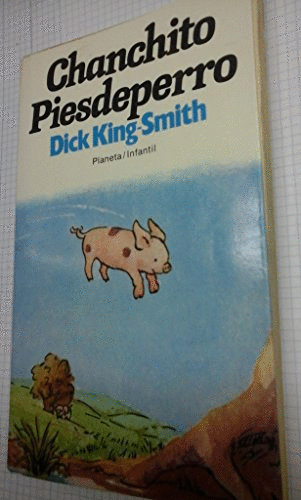 Chanchito
Piesdeperro
Dick King-Smith
Planeta/Infantil